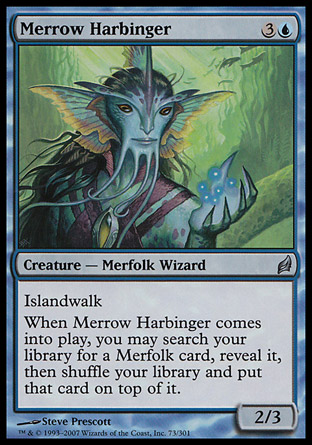 Merrow Harbinger 3
Creature — Merfolk Wizard
Islandwalk
When Merrow Harbinger comes
into play, you may search your
library for a Merfolk card, reveal it,
then shuffle your library and put
that card on top of it.
Steve Prescott
™ & © 1993–2007 Wizards of the Coast, Inc. 73/301
2/3